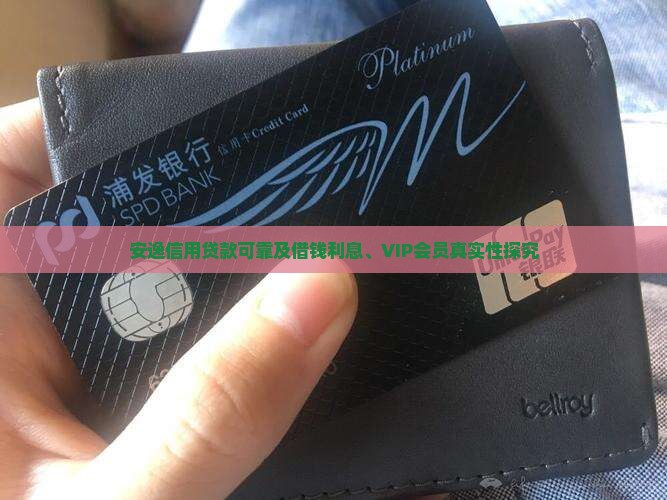 Platinum
浦发银行
信用卡Credit Card
SPD BANK
安逸信用贷款可靠及借钱利息、VIP会员真实性探究
UnionPay
银联
bellroy